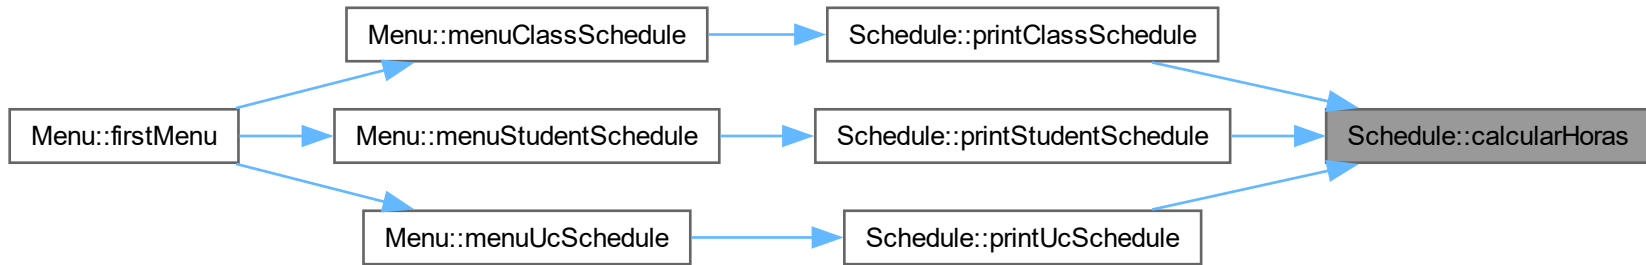 Menu::menuClassSchedule
Schedule::printClassSchedule
Menu::firstMenu
Menu::menuStudentSchedule
Schedule::printStudentSchedule
Schedule::calcularHoras
Menu::menuUcSchedule
Schedule::printUcSchedule